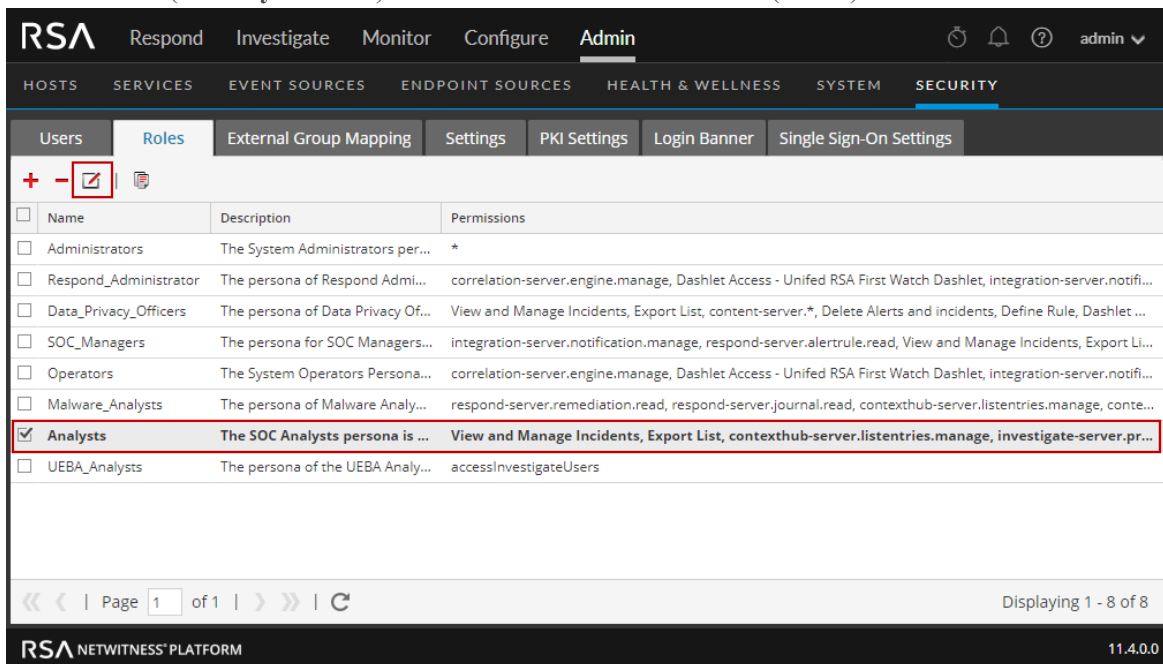 RSA Respond Investigate Monitor Configure Admin admin
HOSTS SERVICES EVENT SOURCES ENDPOINT SOURCES HEALTH & WELLNESS SYSTEM SECURITY
Users Roles External Group Mapping Settings PKI Settings Login Banner Single Sign-On Settings
Name Description Permissions
Administrators The System Administrators per... *
Respond_Administrator The persona of Respond Admi... correlation-server.engine.manage, Dashlet Access - Unifed RSA First Watch Dashlet, integration-server.notifi...
Data_Privacy_Officers The persona of Data Privacy Of... View and Manage Incidents, Export List, content-server.*, Delete Alerts and incidents, Define Rule, Dashlet ...
SOC_Managers The persona for SOC Managers... integration-server.notification.manage, respond-server.alertrule.read, View and Manage Incidents, Export Li...
Operators The System Operators Persona... correlation-server.engine.manage, Dashlet Access - Unifed RSA First Watch Dashlet, integration-server.notifi...
Malware_Analysts The persona of Malware Analy... respond-server.remediation.read, respond-server.journal.read, contexthub-server.listentries.manage, conte...
Analysts The SOC Analysts persona is ... View and Manage Incidents, Export List, contexthub-server.listentries.manage, investigate-server.pr...
UEBA_Analysts The persona of the UEBA Analy... accessInvestigateUsers
Page 1 of 1 Displaying 1 - 8 of 8
RSA NETWITNESS® PLATFORM 11.4.0.0